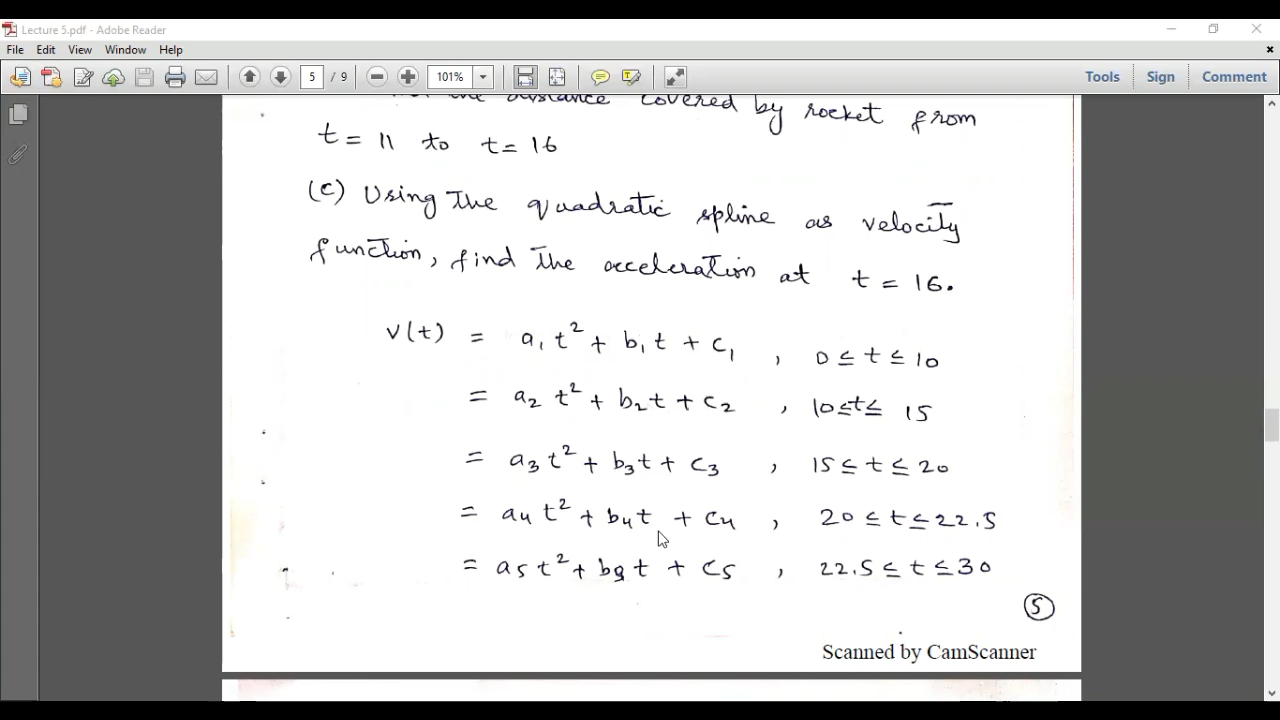 Lecture 5.pdf - Adobe Reader
File Edit View Window Help
5 / 9 101% Tools Sign Comment
the distance covered by rocket from
t = 11 to t = 16
(c) Using the quadratic spline as velocity
function, find the acceleration at t = 16.
v(t) = a₁ t² + b₁ t + c₁ , 0 ≤ t ≤ 10
= a₂ t² + b₂ t + c₂ , 10 ≤ t ≤ 15
= a₃ t² + b₃ t + c₃ , 15 ≤ t ≤ 20
= a₄ t² + b₄ t + c₄ , 20 ≤ t ≤ 22.5
= a₅ t² + b₅ t + c₅ , 22.5 ≤ t ≤ 30
5
Scanned by CamScanner